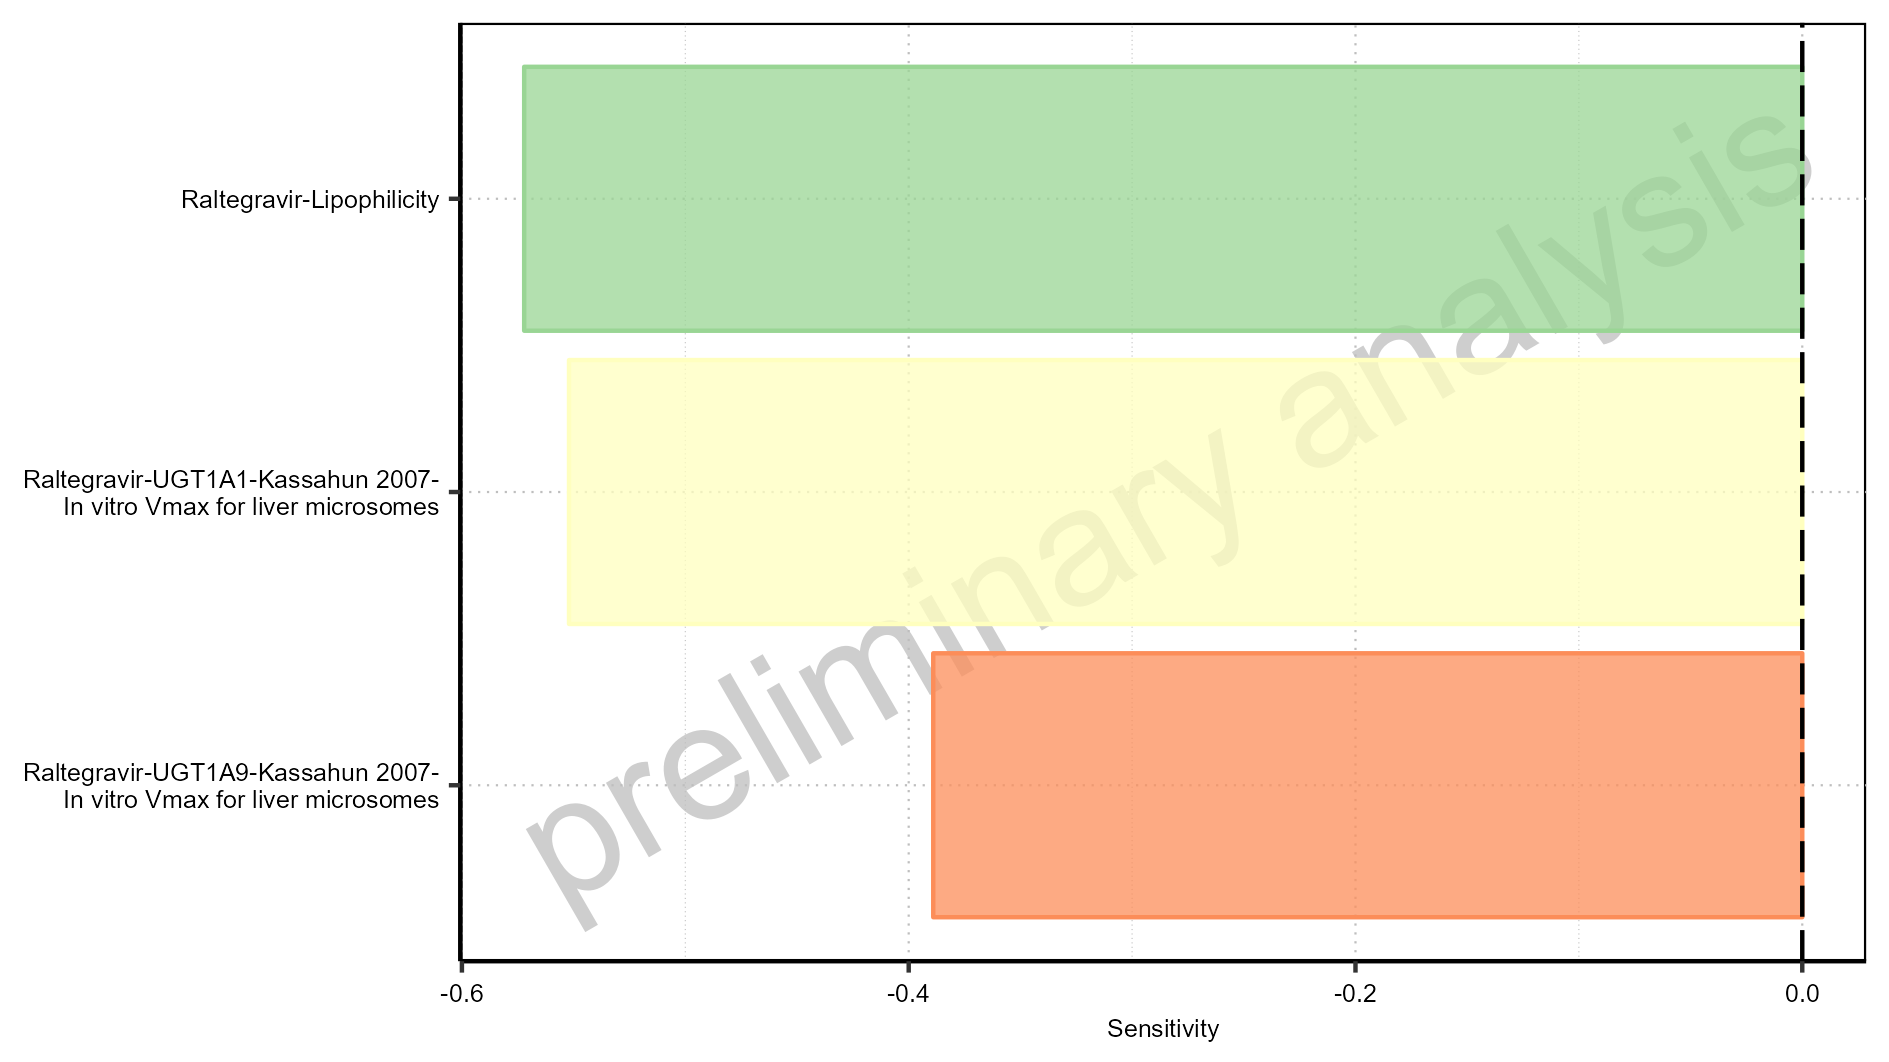 Raltegravir-Lipophilicity
Raltegravir-UGT1A1-Kassahun 2007-
In vitro Vmax for liver microsomes
Raltegravir-UGT1A9-Kassahun 2007-
In vitro Vmax for liver microsomes
preliminary analysis
-0.6 -0.4 -0.2 0.0
Sensitivity